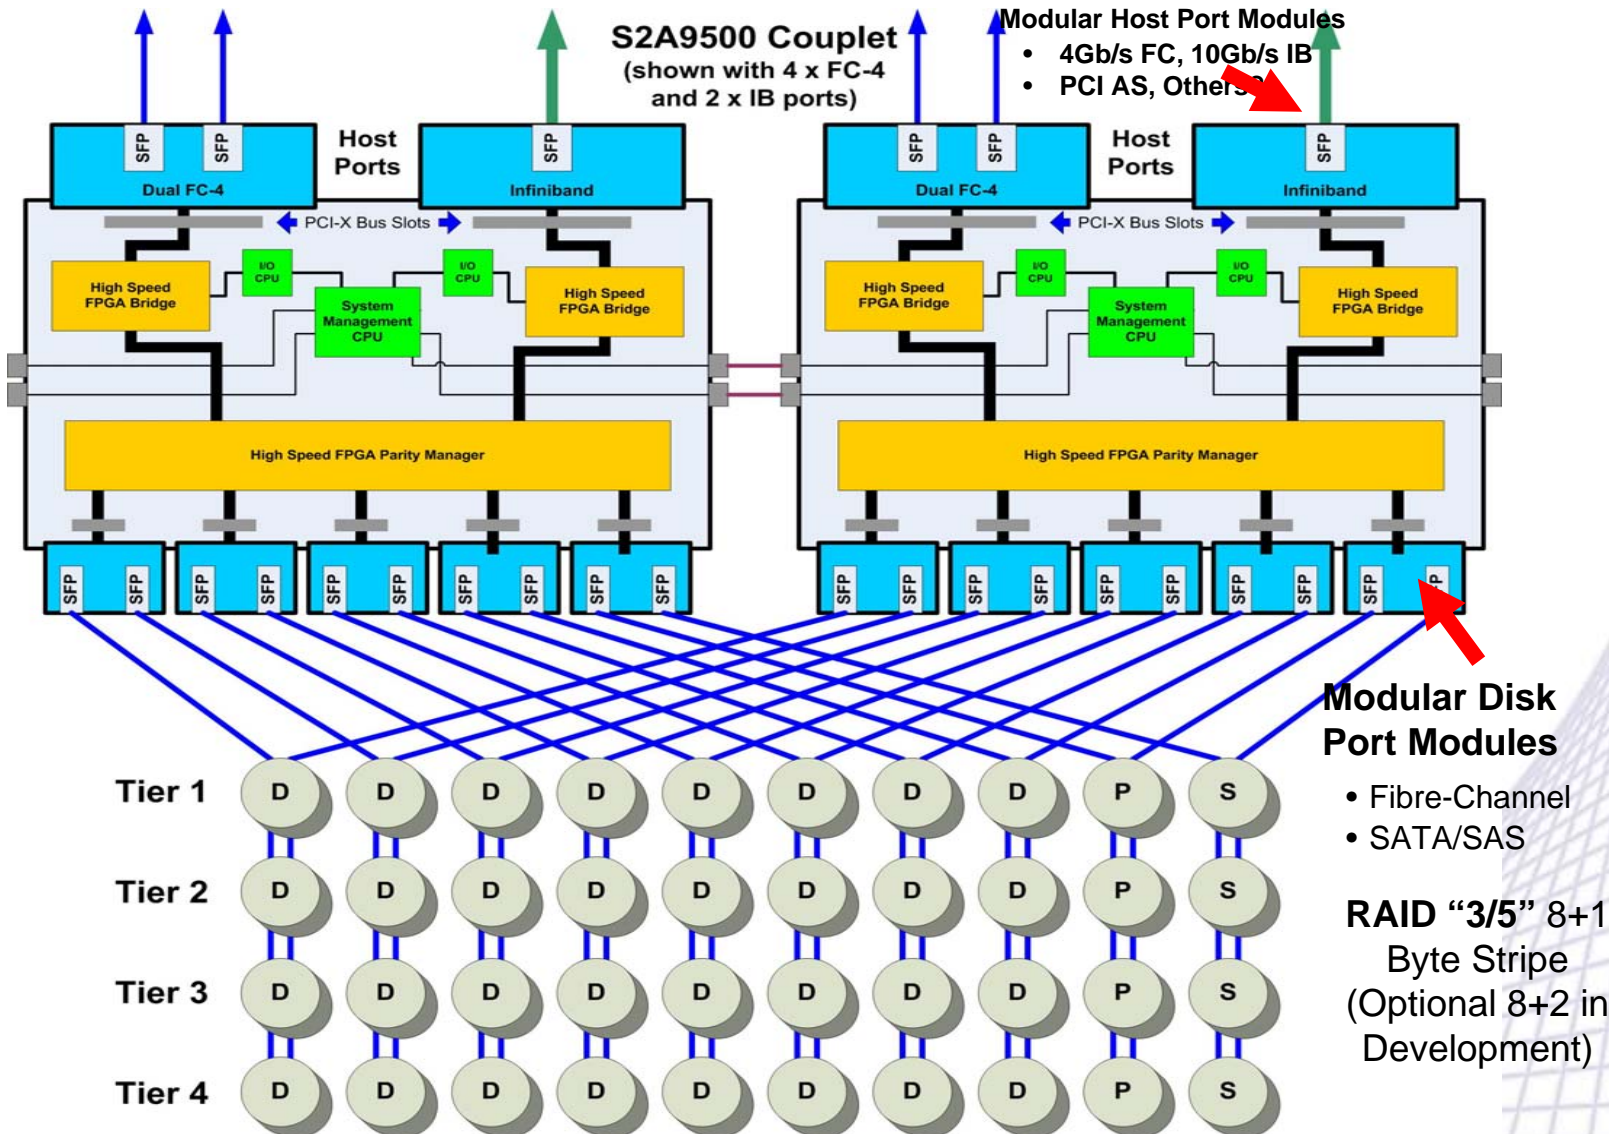 S2A9500 Couplet
(shown with 4 x FC-4
and 2 x IB ports)
Modular Host Port Modules
• 4Gb/s FC, 10Gb/s IB
• PCI AS, Others?
SFP SFP
Dual FC-4
Host
Ports
SFP
Infiniband
SFP SFP
Dual FC-4
Host
Ports
SFP
Infiniband
PCI-X Bus Slots
PCI-X Bus Slots
High Speed
FPGA Bridge
I/O
CPU
System
Management
CPU
I/O
CPU
High Speed
FPGA Bridge
High Speed
FPGA Bridge
I/O
CPU
System
Management
CPU
I/O
CPU
High Speed
FPGA Bridge
High Speed FPGA Parity Manager
High Speed FPGA Parity Manager
SFP SFP SFP SFP SFP SFP SFP SFP SFP SFP
SFP SFP SFP SFP SFP SFP SFP SFP SFP SFP
Modular Disk
Port Modules
• Fibre-Channel
• SATA/SAS
RAID “3/5” 8+1
Byte Stripe
(Optional 8+2 in
Development)
Tier 1 D D D D D D D D P S
Tier 2 D D D D D D D D P S
Tier 3 D D D D D D D D P S
Tier 4 D D D D D D D D P S